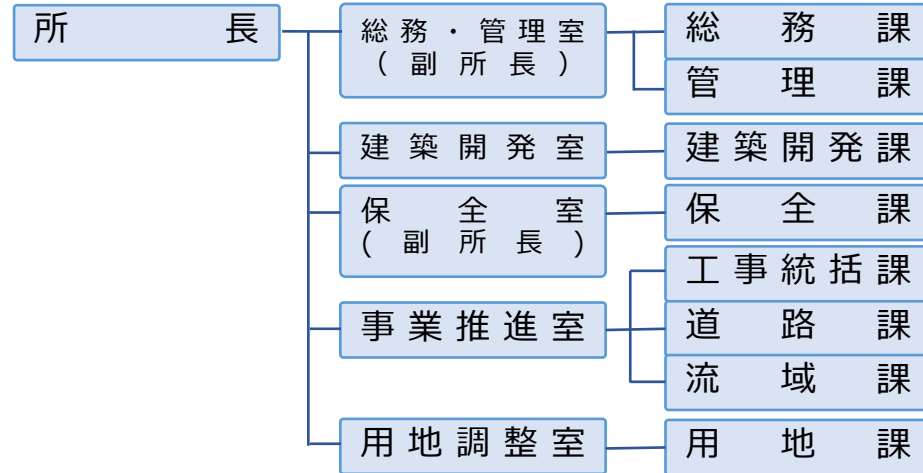 所長
総務・管理室
(副所長)
総務課
管理課
建築開発室
建築開発課
保全室
(副所長)
保全課
事業推進室
工事統括課
道路課
流域課
用地調整室
用地課